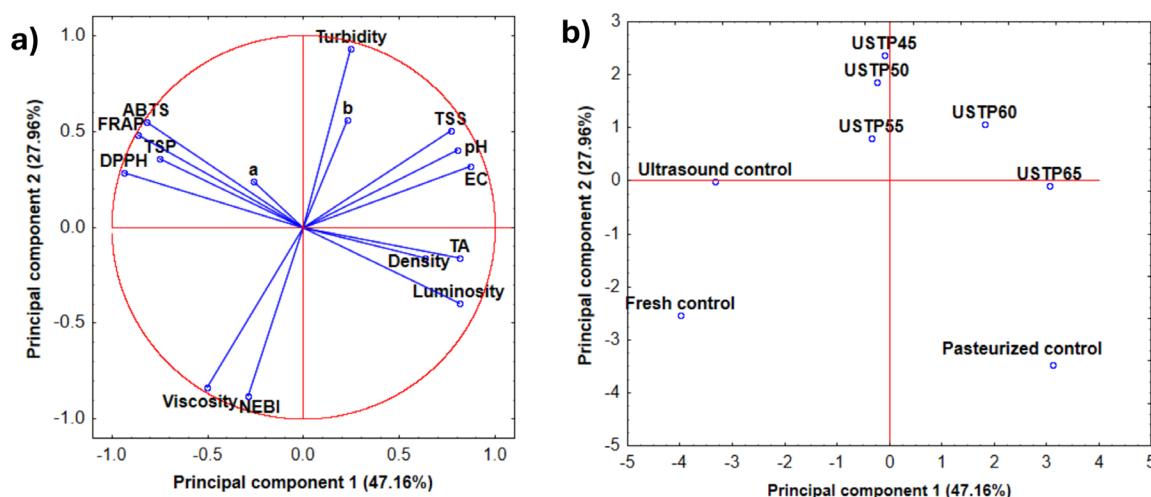 a)
Principal component 2 (27.96%)
1.0
0.5
0.0
-0.5
-1.0
Turbidity
b
ABTS
FRAP
TSP
DPPH
a
TSS
pH
EC
TA
Density
Luminosity
Viscosity
NEBI
-1.0 -0.5 0.0 0.5 1.0
Principal component 1 (47.16%)
b)
Principal component 2 (27.96%)
3
2
1
0
-1
-2
-3
-4
-5
USTP45
USTP50
USTP60
USTP55
Ultrasound control
USTP65
Fresh control
Pasteurized control
-5 -4 -3 -2 -1 0 1 2 3 4 5
Principal component 1 (47.16%)